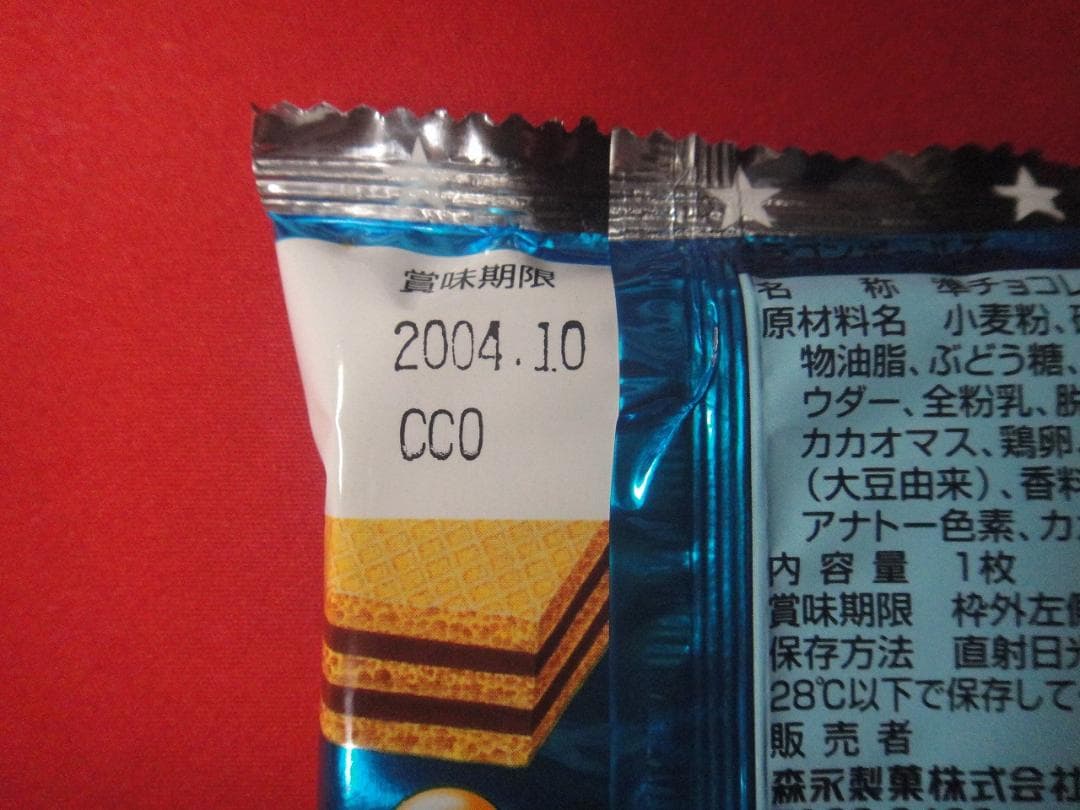 賞味期限
2004.10
CCO
名 称 準チョコレ
原材料名 小麦粉、
物油脂、ぶどう糖、
ウダー、全粉乳、脱
カカオマス、鶏卵、
(大豆由来)、香料
アナトー色素、カ
内容量 1枚
賞味期限 枠外左側
保存方法 直射日光
28℃以下で保存して
販売者
森永製菓株式会社